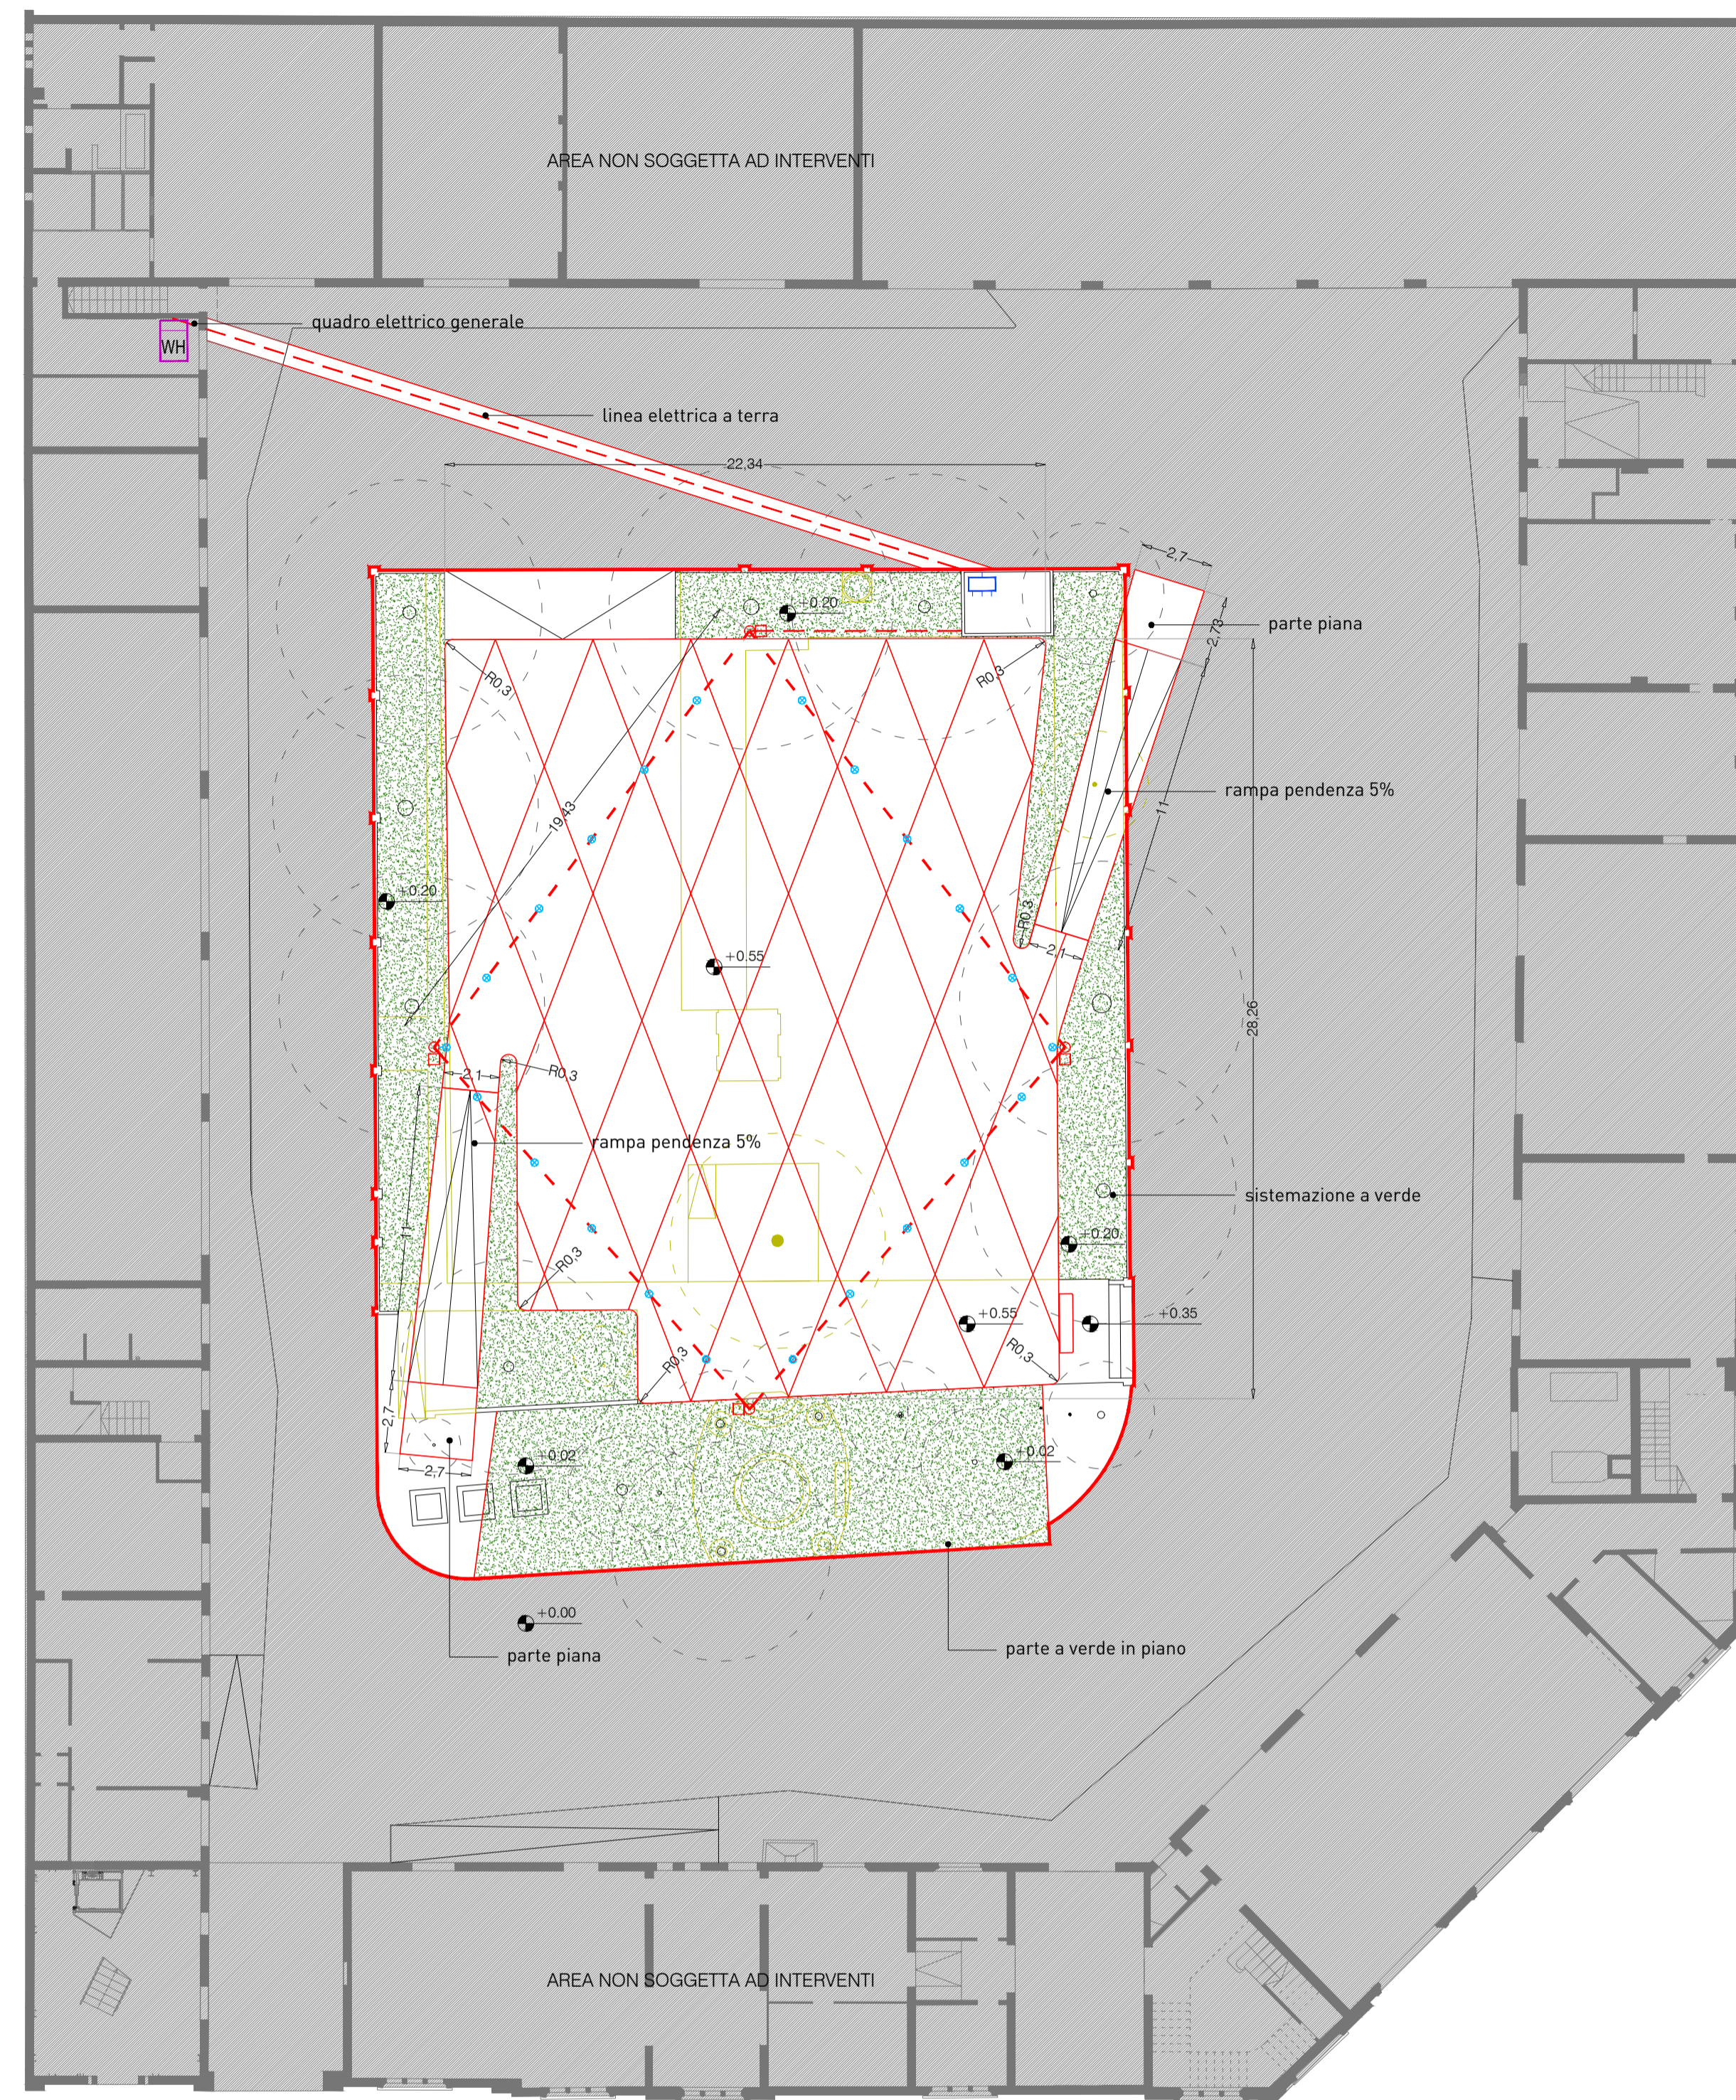 AREA NON SOGGETTA AD INTERVENTI
quadro elettrico generale
WH
linea elettrica a terra
22,34
2,7
+0.20
parte piana
2,73
R0,3
R0,3
rampa pendenza 5%
11
19,43
+0.20
R0,3
2,1
+0.55
28,26
2,1
R0,3
rampa pendenza 5%
sistemazione a verde
11
+0.20
R0,3
+0.55
+0.35
R0,3
R0,3
2,7
+0.02
+0.02
2,7
+0.00
parte piana
parte a verde in piano
AREA NON SOGGETTA AD INTERVENTI